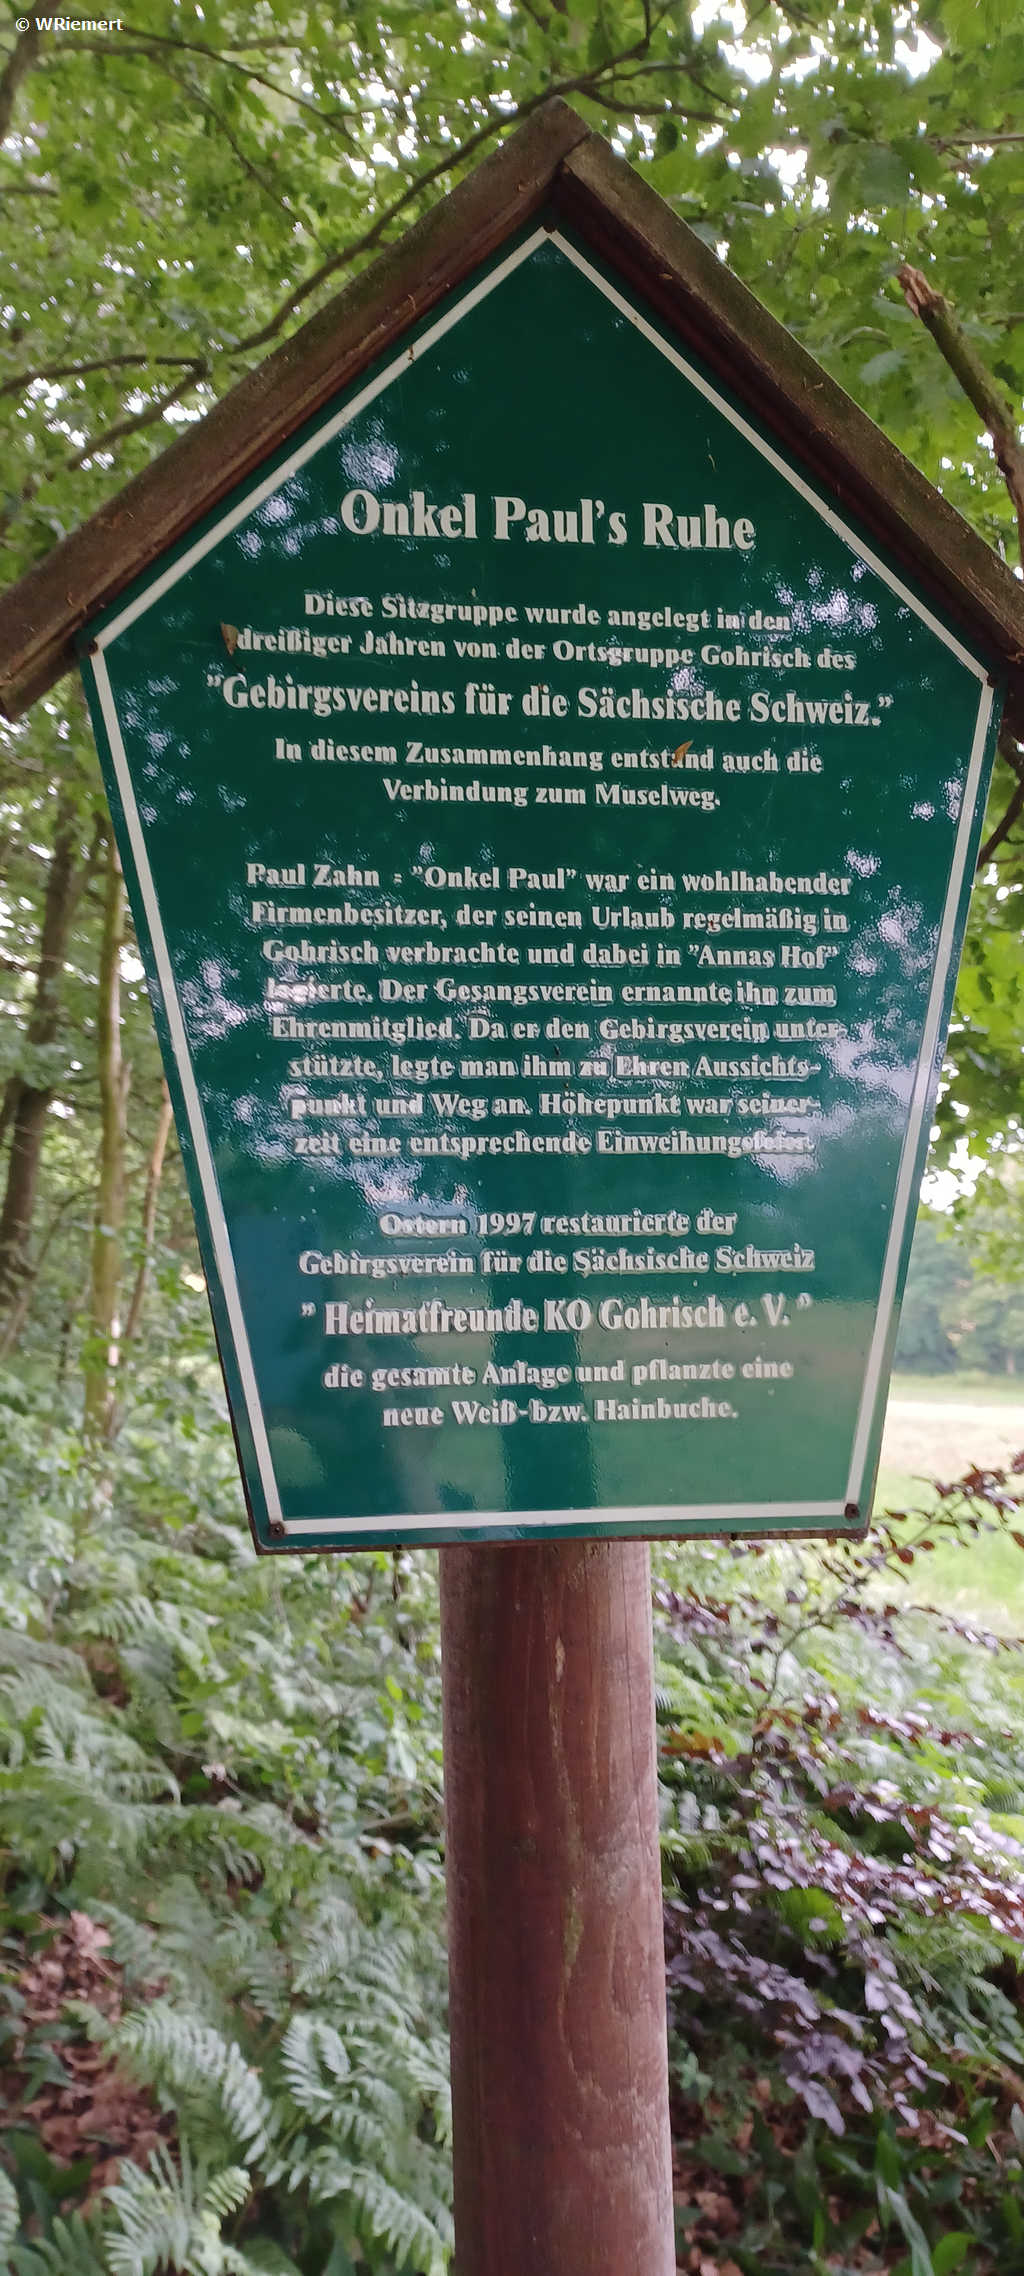 © WRiemert
Onkel Paul's Ruhe
Diese Sitzgruppe wurde angelegt in den
dreißiger Jahren von der Ortsgruppe Gohrisch des
"Gebirgsvereins für die Sächsische Schweiz."
In diesem Zusammenhang entstand auch die
Verbindung zum Muselweg.
Paul Zahn = "Onkel Paul" war ein wohlhabender
Firmenbesitzer, der seinen Urlaub regelmäßig in
Gohrisch verbrachte und dabei in "Annas Hof"
logierte. Der Gesangsverein ernannte ihn zum
Ehrenmitglied. Da er den Gebirgsverein unter-
stützte, legte man ihm zu Ehren Aussichts-
punkt und Weg an. Höhepunkt war seiner-
zeit eine entsprechende Einweihungsfeier.
Ostern 1997 restaurierte der
Gebirgsverein für die Sächsische Schweiz
" Heimatfreunde KO Gohrisch e. V. "
die gesamte Anlage und pflanzte eine
neue Weiß-bzw. Hainbuche.